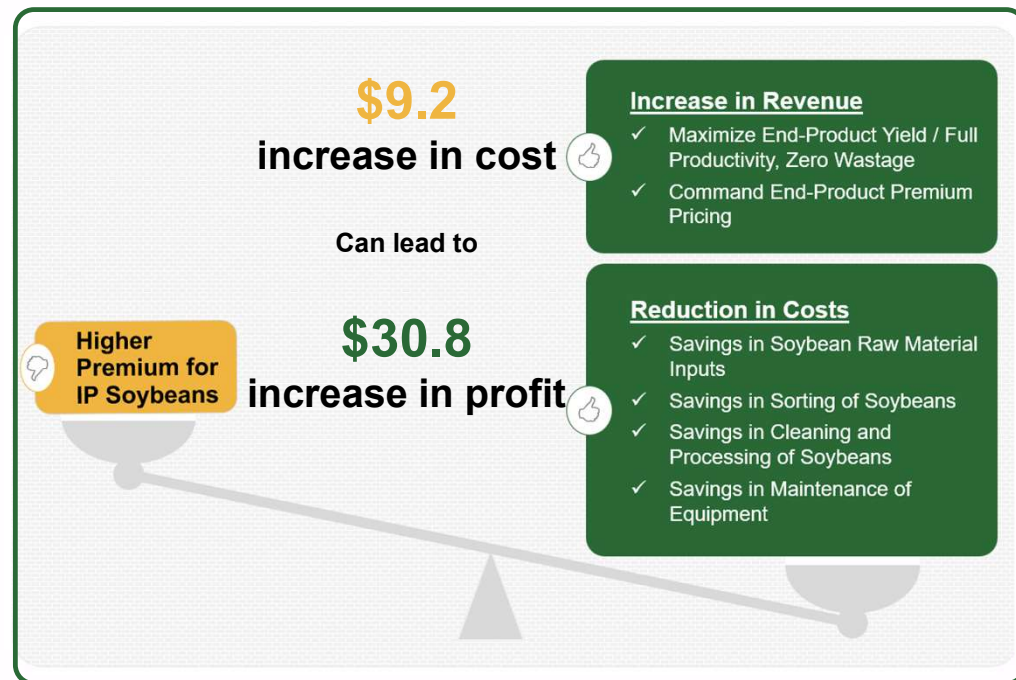 $9.2
increase in cost
Can lead to
$30.8
increase in profit
Higher
Premium for
IP Soybeans
Increase in Revenue
✓ Maximize End-Product Yield / Full
Productivity, Zero Wastage
✓ Command End-Product Premium
Pricing
Reduction in Costs
✓ Savings in Soybean Raw Material
Inputs
✓ Savings in Sorting of Soybeans
✓ Savings in Cleaning and
Processing of Soybeans
✓ Savings in Maintenance of
Equipment